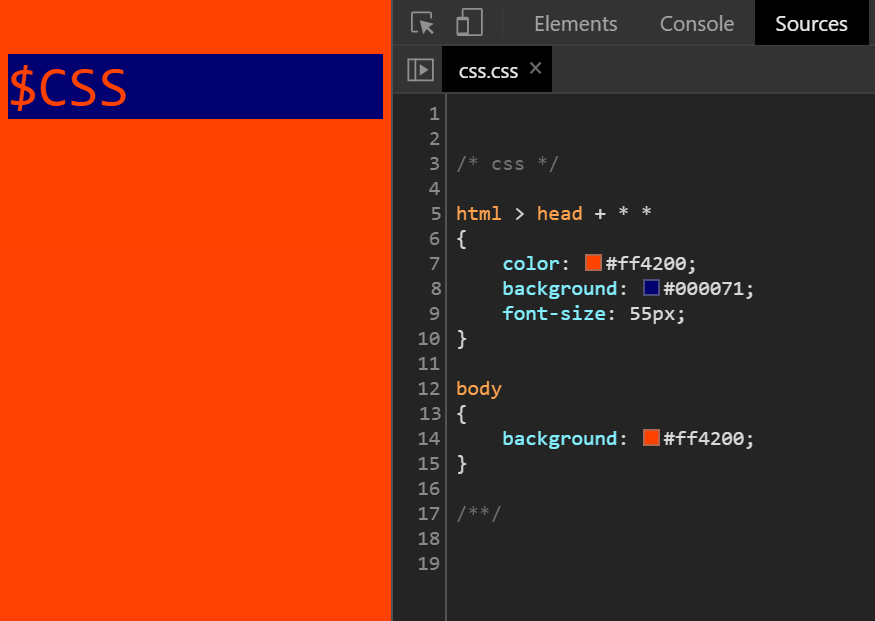 $CSS
Elements Console Sources
css.css ×
1
2
3 /* css */
4
5 html > head + * *
6 {
7 color: #ff4200;
8 background: #000071;
9 font-size: 55px;
10 }
11
12 body
13 {
14 background: #ff4200;
15 }
16
17 /**/
18
19